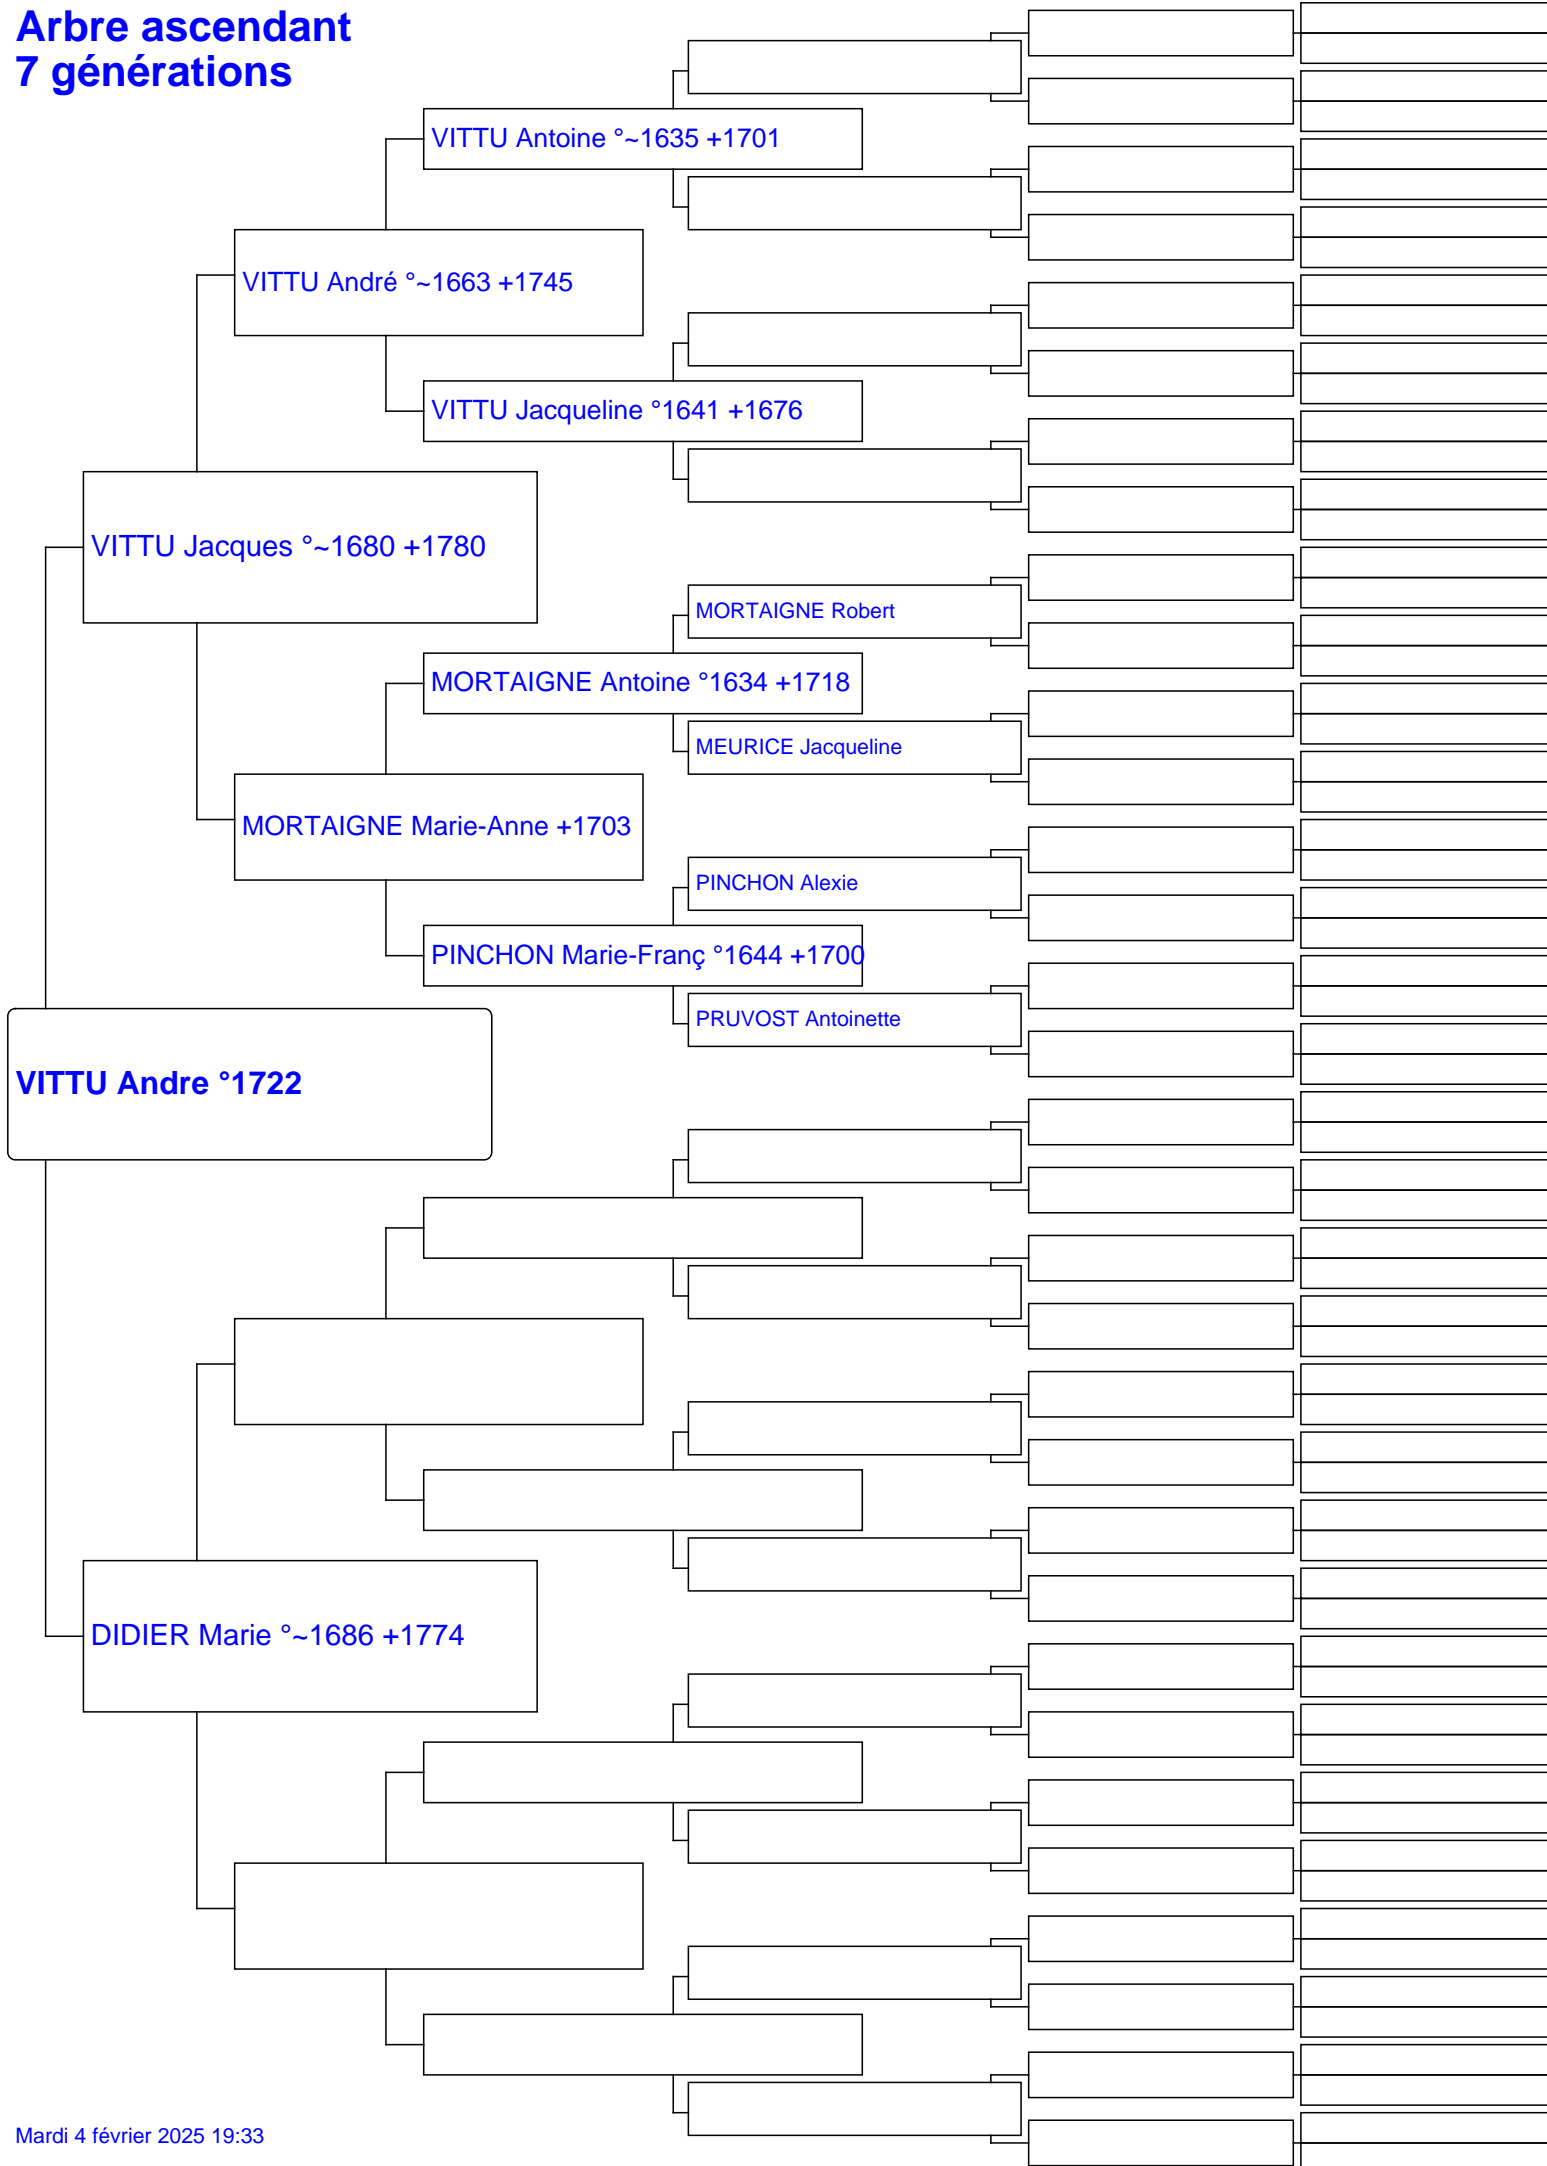 Arbre ascendant
7 générations
VITTU Antoine °~1635 +1701
VITTU André °~1663 +1745
VITTU Jacqueline °1641 +1676
VITTU Jacques °~1680 +1780
MORTAIGNE Robert
MORTAIGNE Antoine °1634 +1718
MEURICE Jacqueline
MORTAIGNE Marie-Anne +1703
PINCHON Alexie
PINCHON Marie-Franç °1644 +1700
PRUVOST Antoinette
VITTU Andre °1722
DIDIER Marie °~1686 +1774
Mardi 4 février 2025 19:33